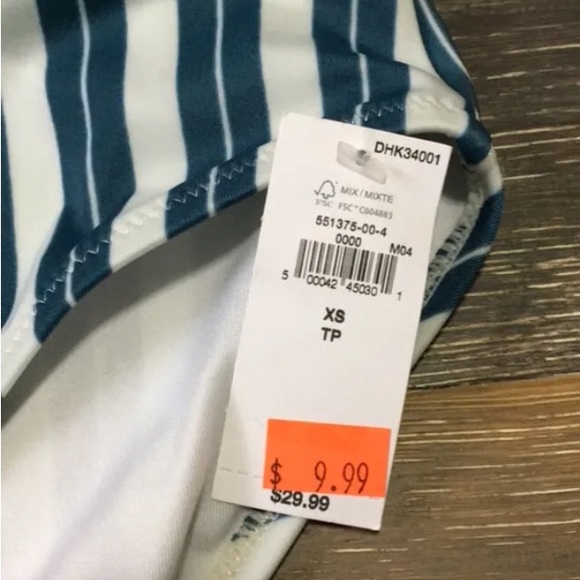 DHK34001
MIX/MIXTE
FSC FSC® C004883
551375-00-4
0000 M04
5 00042 45030 1
XS
TP
$ 9.99
$29.99